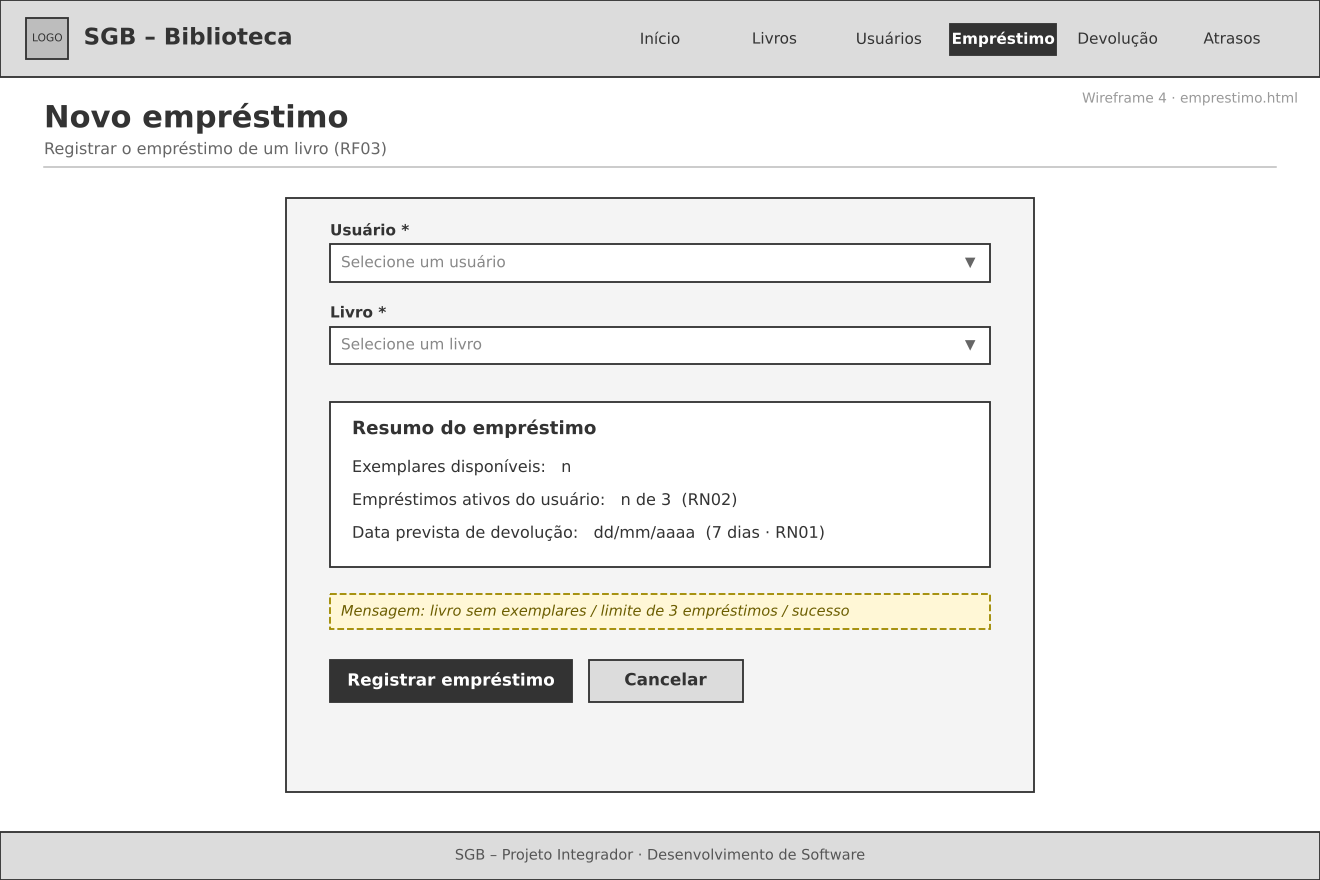 LOGO
SGB – Biblioteca
Início Livros Usuários Empréstimo Devolução Atrasos
Wireframe 4 · emprestimo.html
Novo empréstimo
Registrar o empréstimo de um livro (RF03)
Usuário *
Selecione um usuário ▼
Livro *
Selecione um livro ▼
Resumo do empréstimo
Exemplares disponíveis: n
Empréstimos ativos do usuário: n de 3 (RN02)
Data prevista de devolução: dd/mm/aaaa (7 dias · RN01)
Mensagem: livro sem exemplares / limite de 3 empréstimos / sucesso
Registrar empréstimo Cancelar
SGB – Projeto Integrador · Desenvolvimento de Software